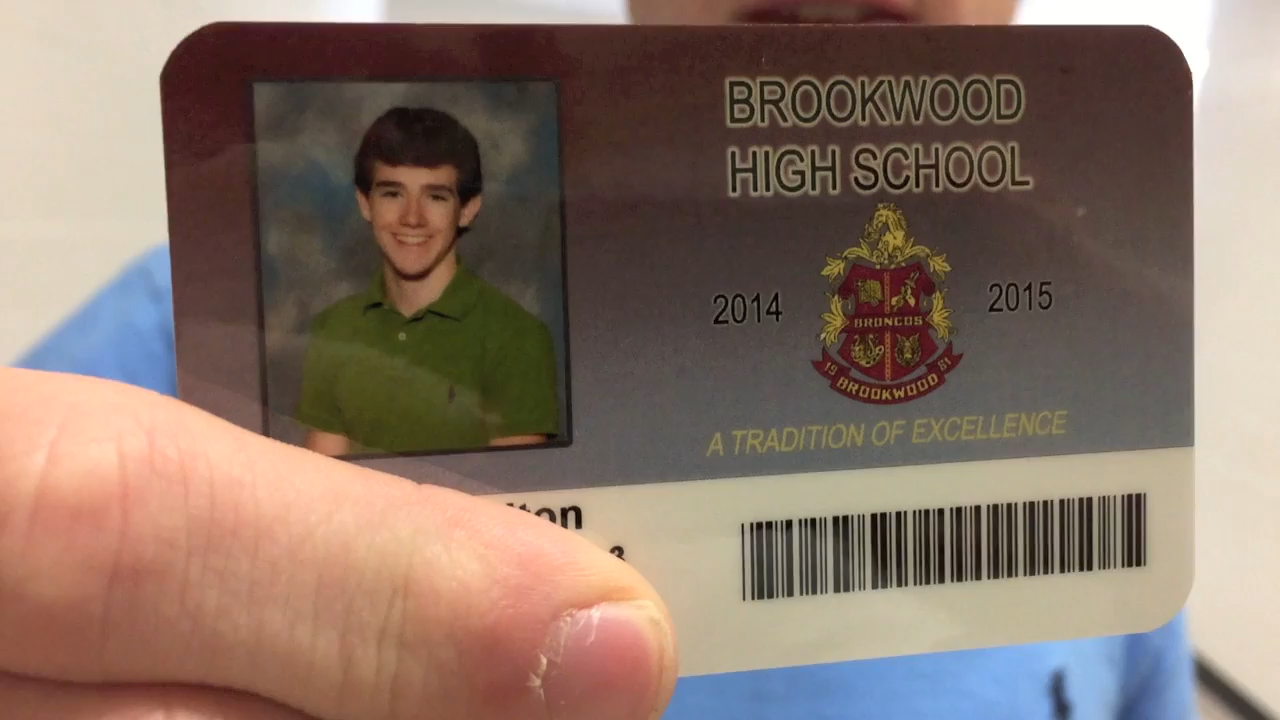 BROOKWOOD
HIGH SCHOOL
2014
2015
BRONCOS
19 81
BROOKWOOD
A TRADITION OF EXCELLENCE